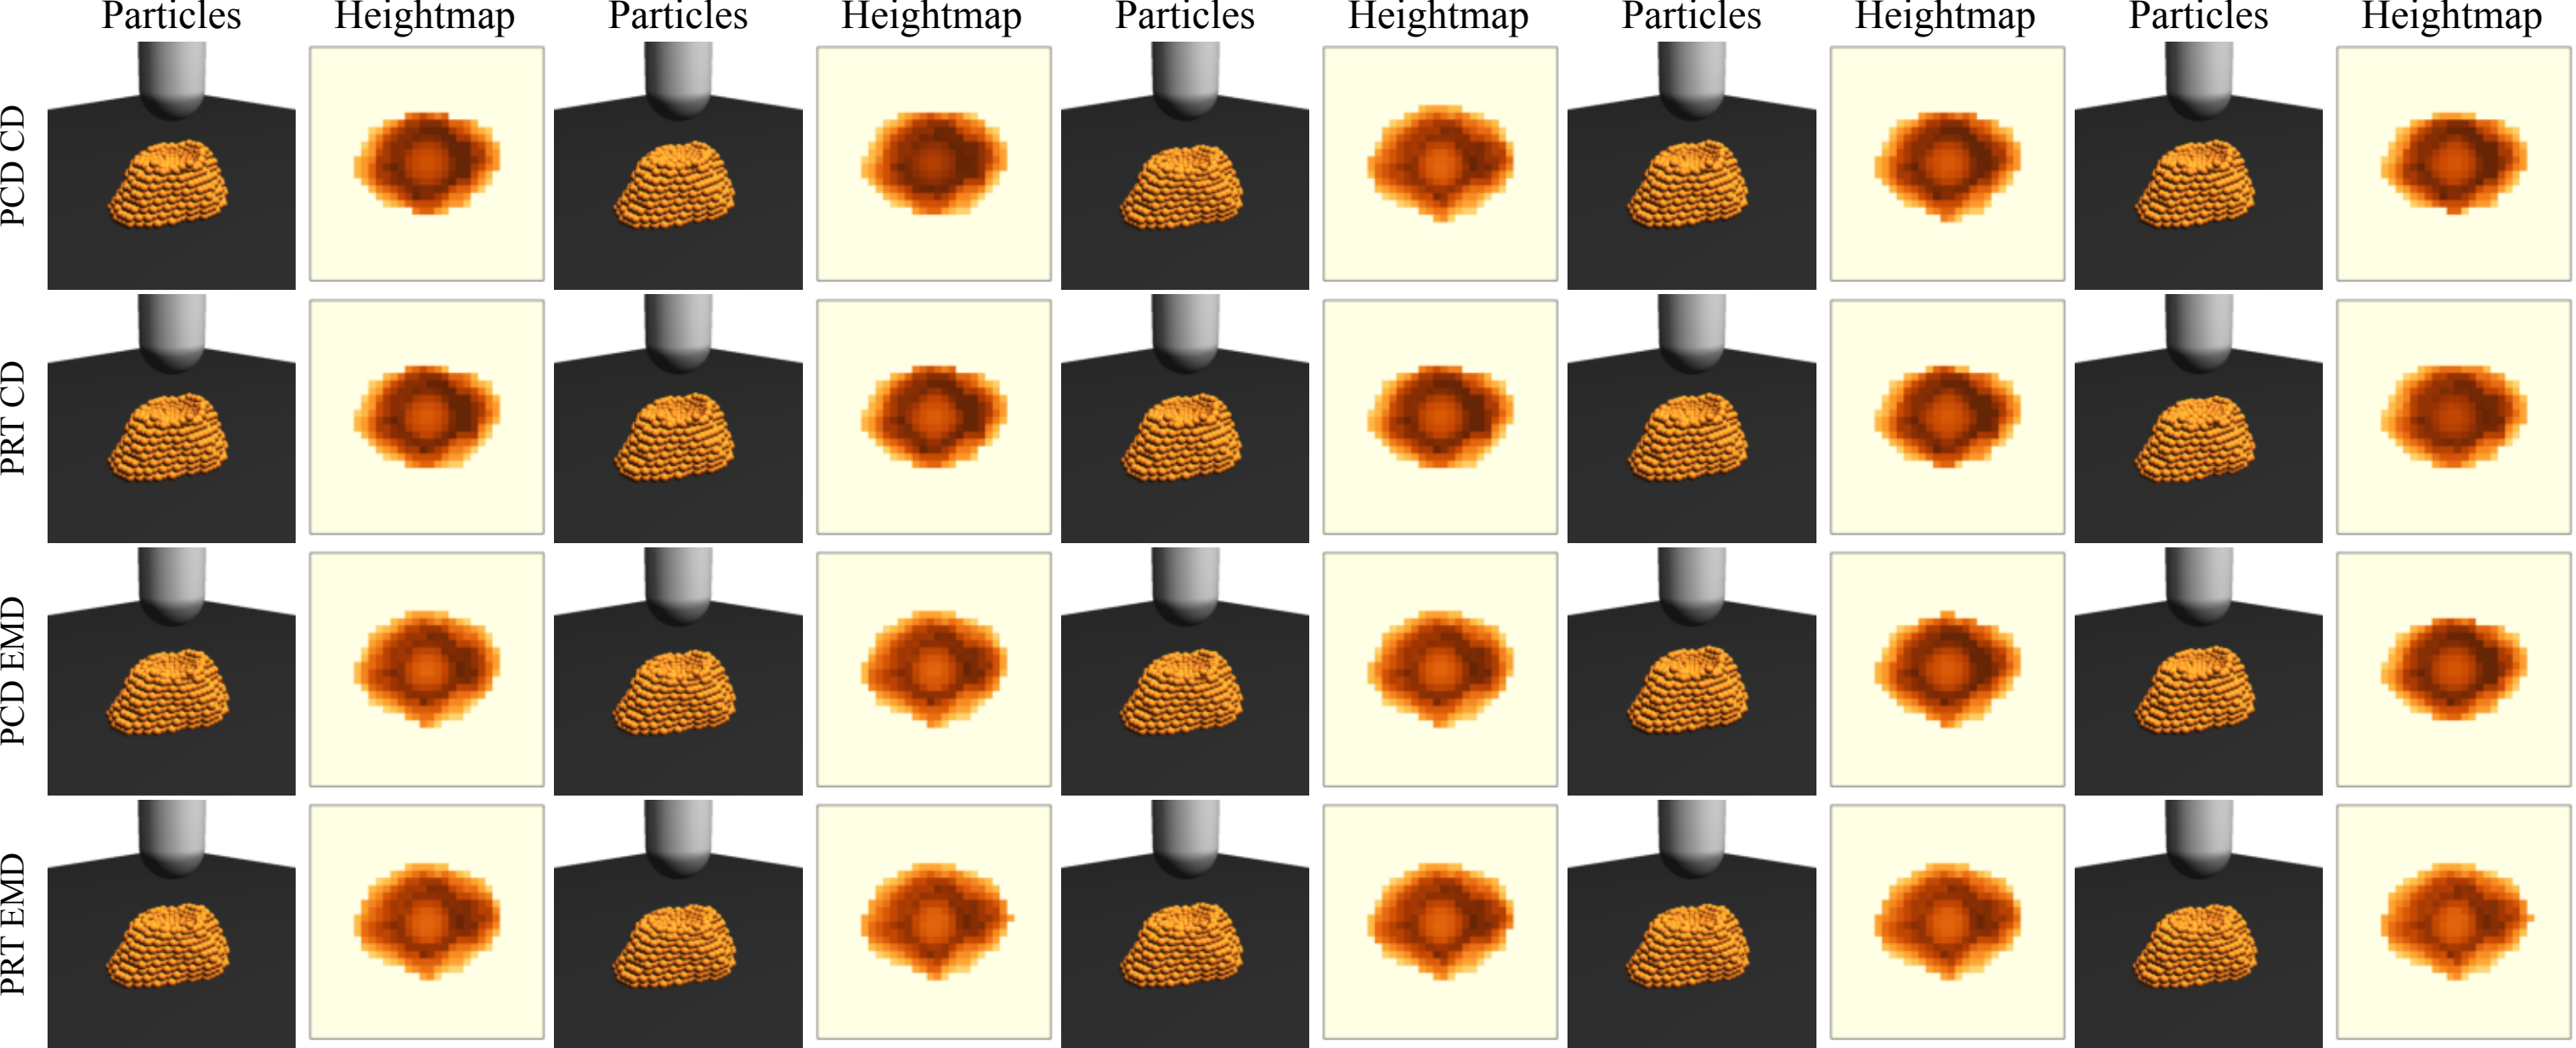 Particles Heightmap Particles Heightmap Particles Heightmap Particles Heightmap Particles Heightmap
PCD CD
PRT CD
PCD EMD
PRT EMD